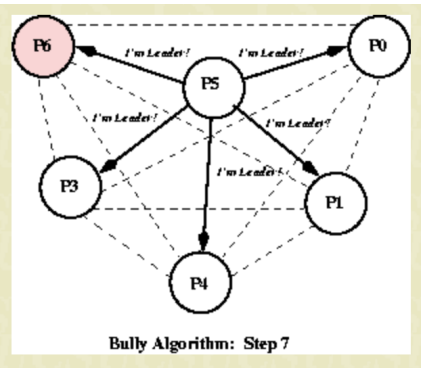 P6
P0
I'm Leader!
I'm Leader!
P5
I'm Leader!
I'm Leader!
I'm Leader!
P3
P1
P4
Bully Algorithm: Step 7